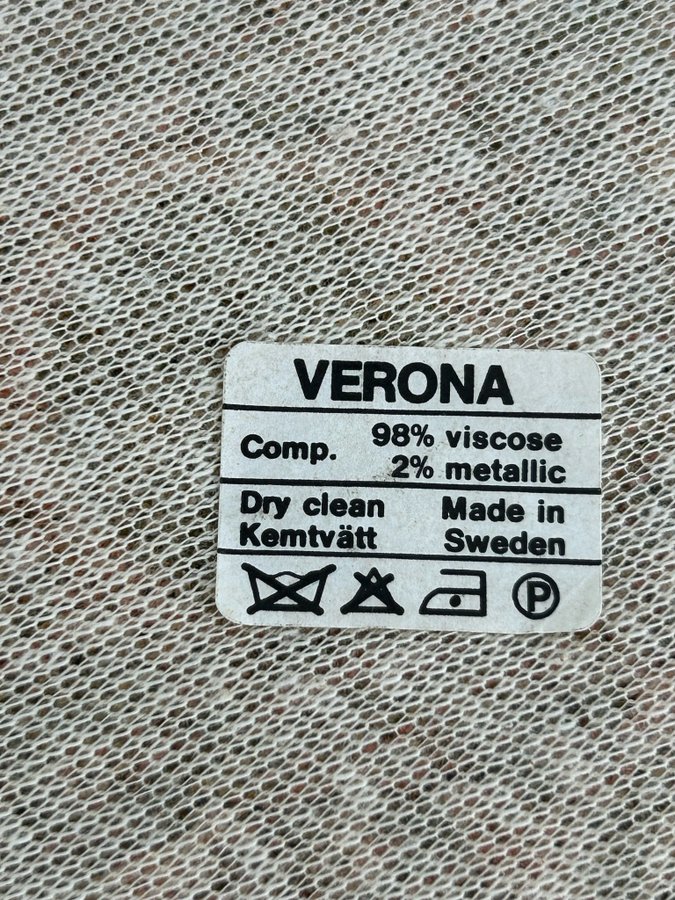 VERONA
Comp. 98% viscose
2% metallic
Dry clean Made in
Kemtvätt Sweden
P